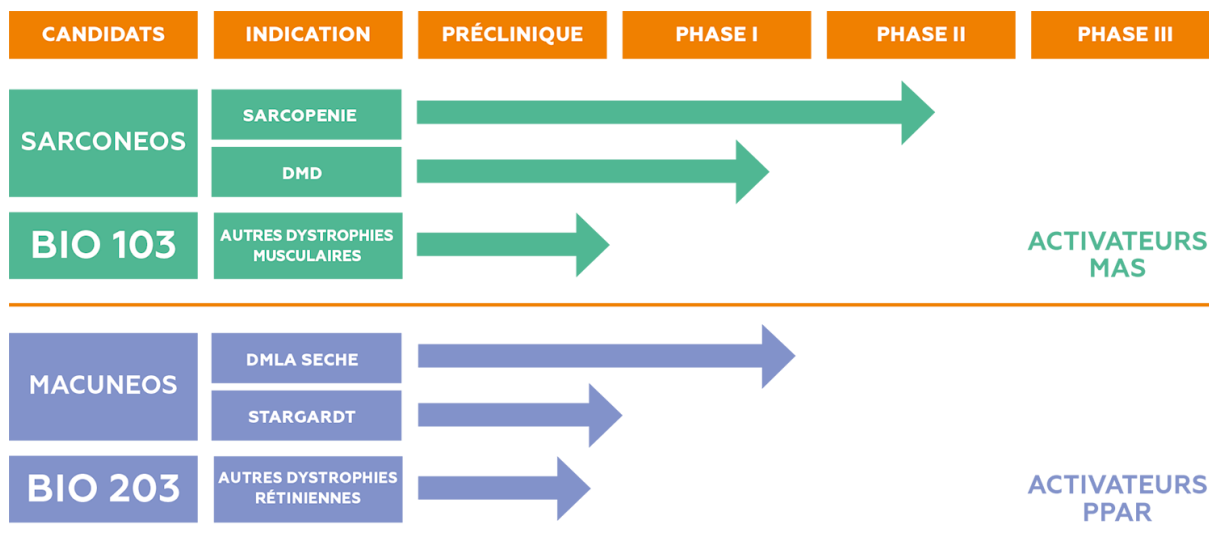 CANDIDATS
INDICATION
PRÉCLINIQUE
PHASE I
PHASE II
PHASE III
SARCONEOS
SARCOPENIE
DMD
BIO 103
AUTRES DYSTROPHIES
MUSCULAIRES
ACTIVATEURS
MAS
MACUNEOS
DMLA SECHE
STARGARDT
BIO 203
AUTRES DYSTROPHIES
RÉTINIENNES
ACTIVATEURS
PPAR